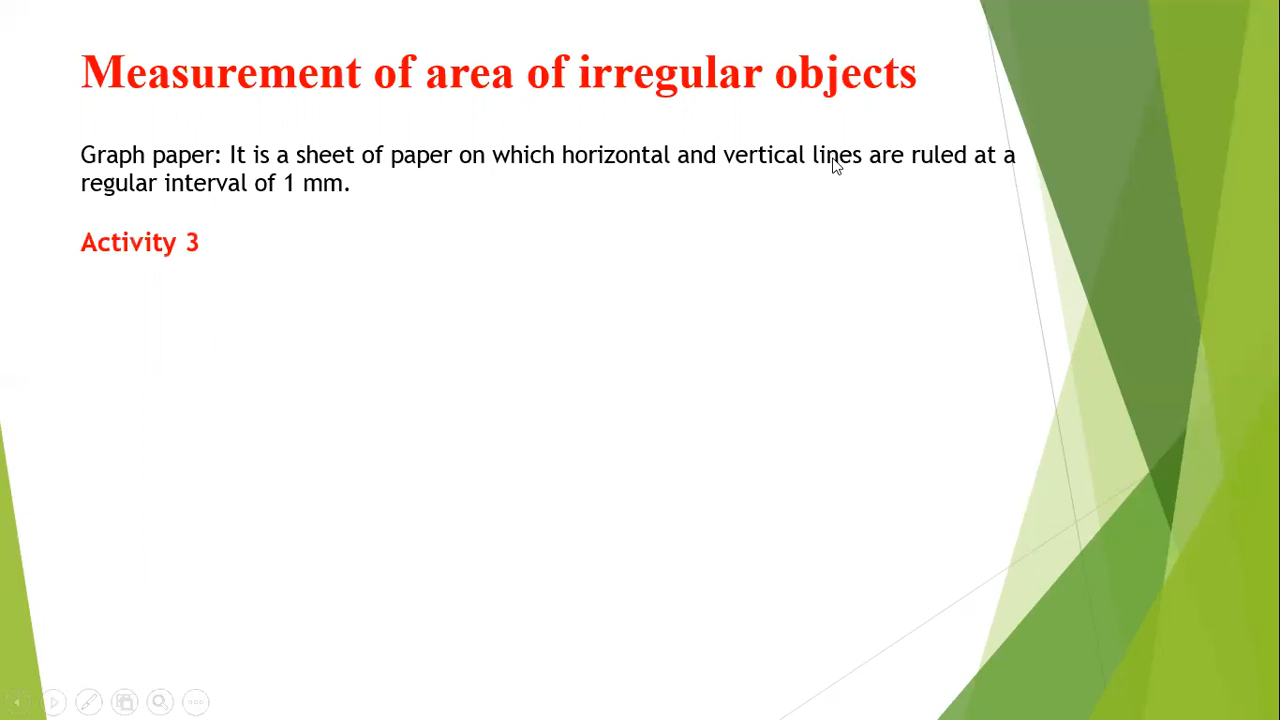 Measurement of area of irregular objects
Graph paper: It is a sheet of paper on which horizontal and vertical lines are ruled at a
regular interval of 1 mm.
Activity 3